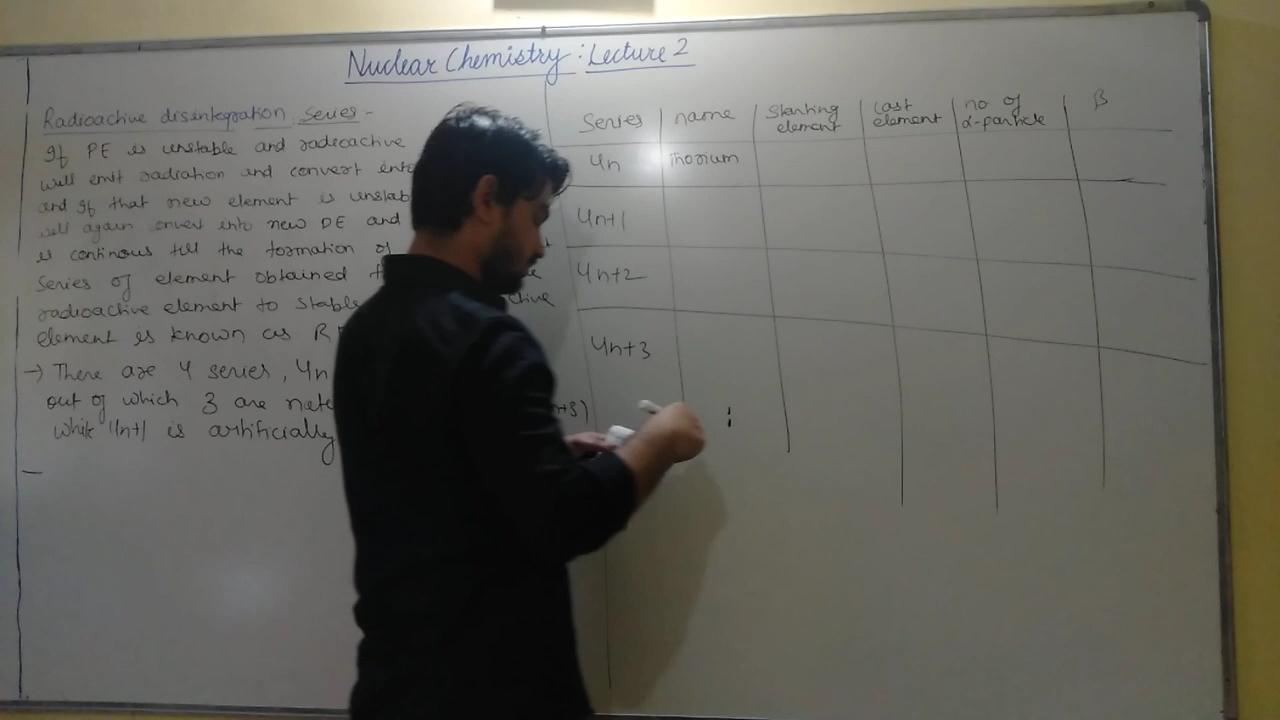 Nuclear Chemistry : Lecture 2
Radioactive disintegration series -
If PE is unstable and radioactive
will emit radiation and convert into
and if that new element is unstab
will again convert into new PE and
is continous till the formation of
Series of element obtained
radioactive element to stable ctive
element is known as R
→ There are 4 series, 4n
out of which 3 are natu n+3)
while 4n+1 is artificially
Series name Starting element Last element no of α-particle β
4n Thorium
4n+1
4n+2
4n+3